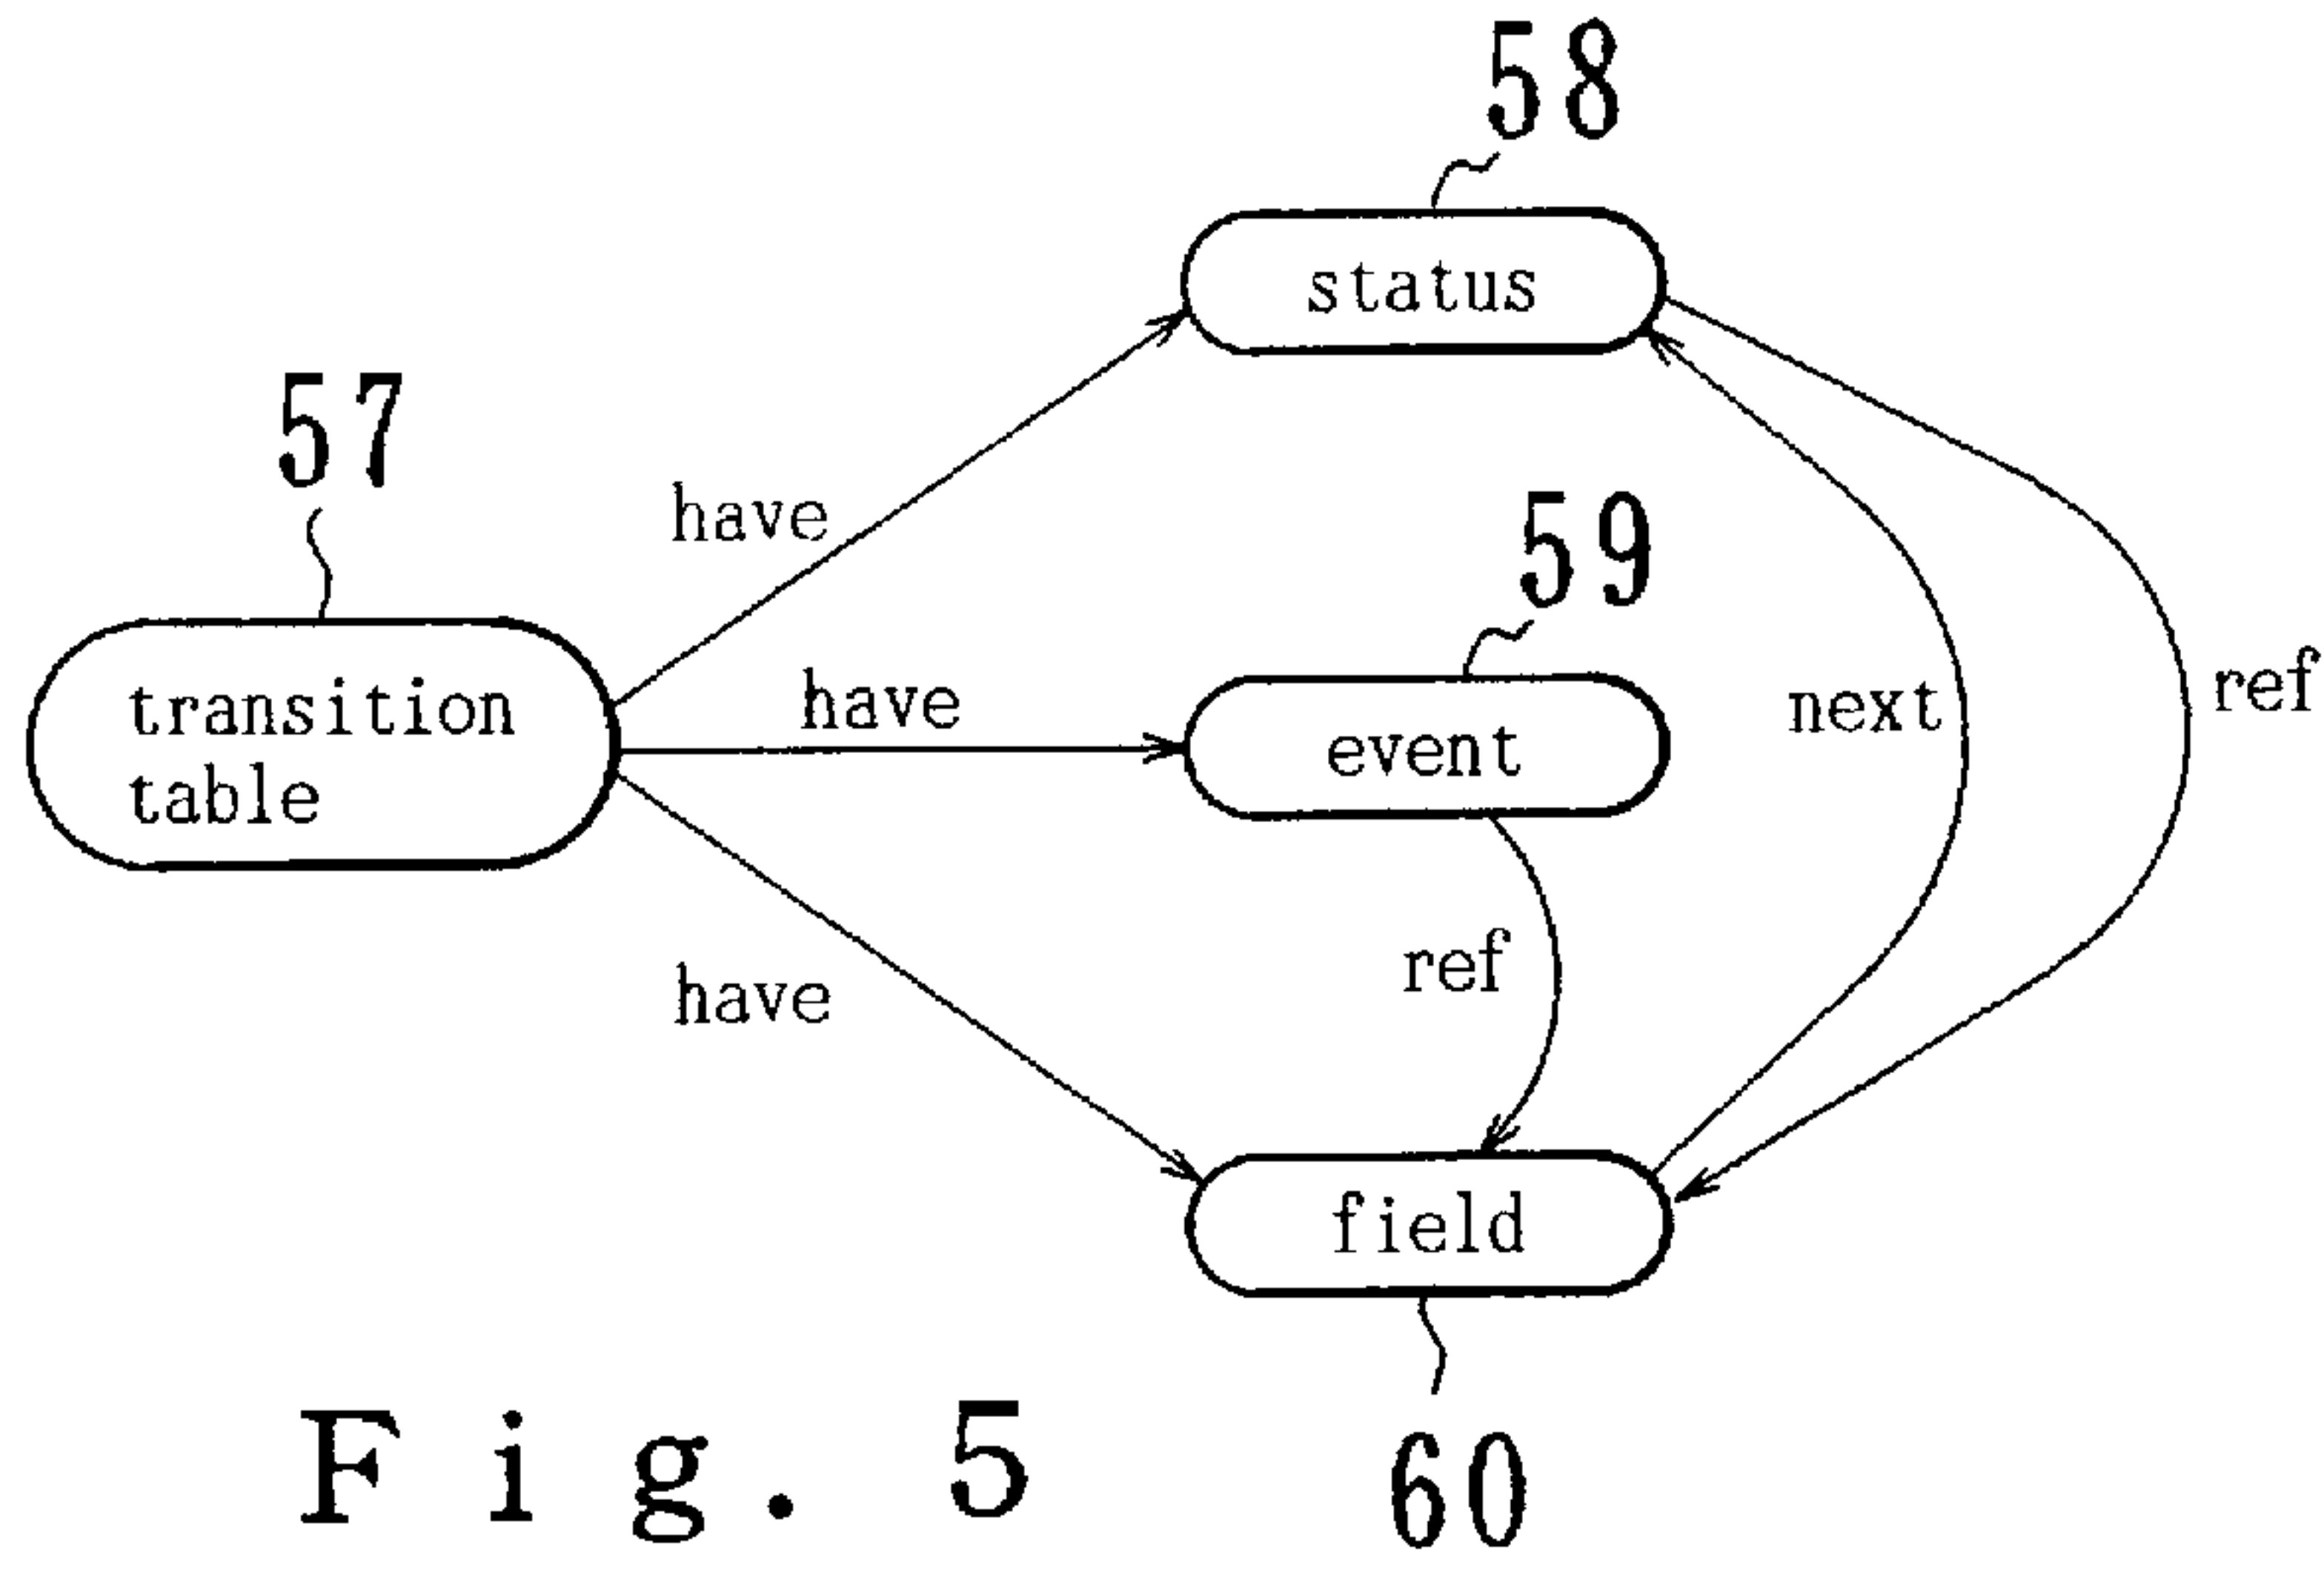 58
status
57
have
59
transition
table
have
event
next
ref
ref
have
field
60
Fig. 5